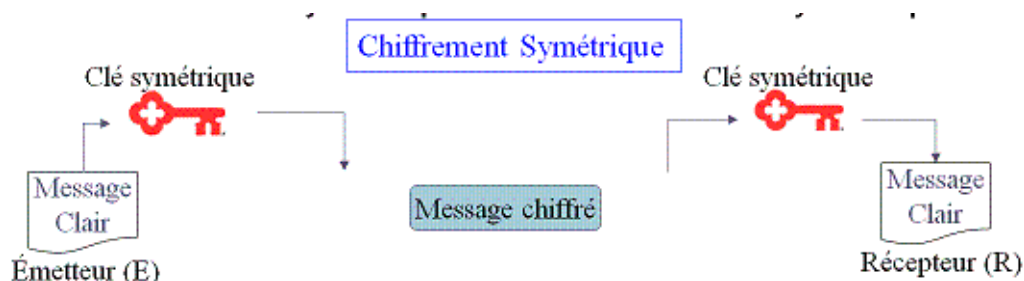 Chiffrement Symétrique
Clé symétrique
Clé symétrique
Message
Clair
Message chiffré
Message
Clair
Émetteur (E)
Récepteur (R)